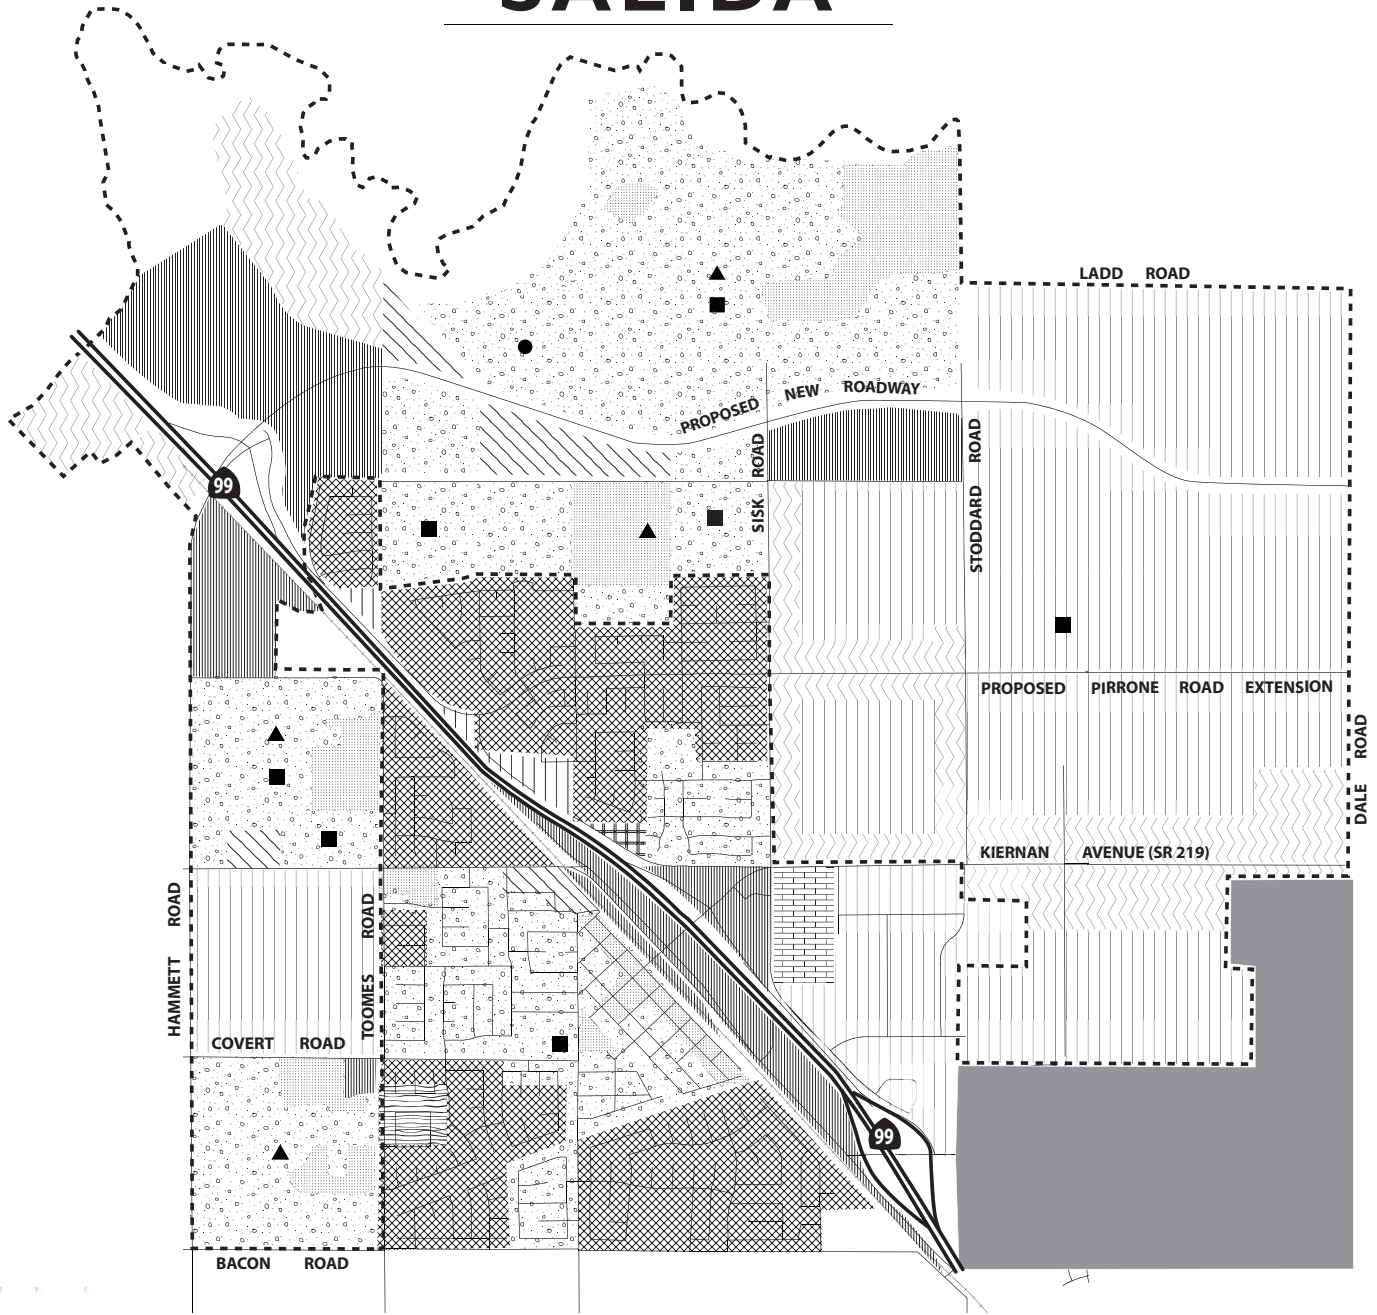 SALIDA
LADD ROAD
PROPOSED NEW ROADWAY
SISK ROAD
STODDARD ROAD
99
PROPOSED PIRRONE ROAD EXTENSION
DALE ROAD
KIERNAN AVENUE (SR 219)
HAMMETT ROAD
TOOMES ROAD
COVERT ROAD
99
BACON ROAD